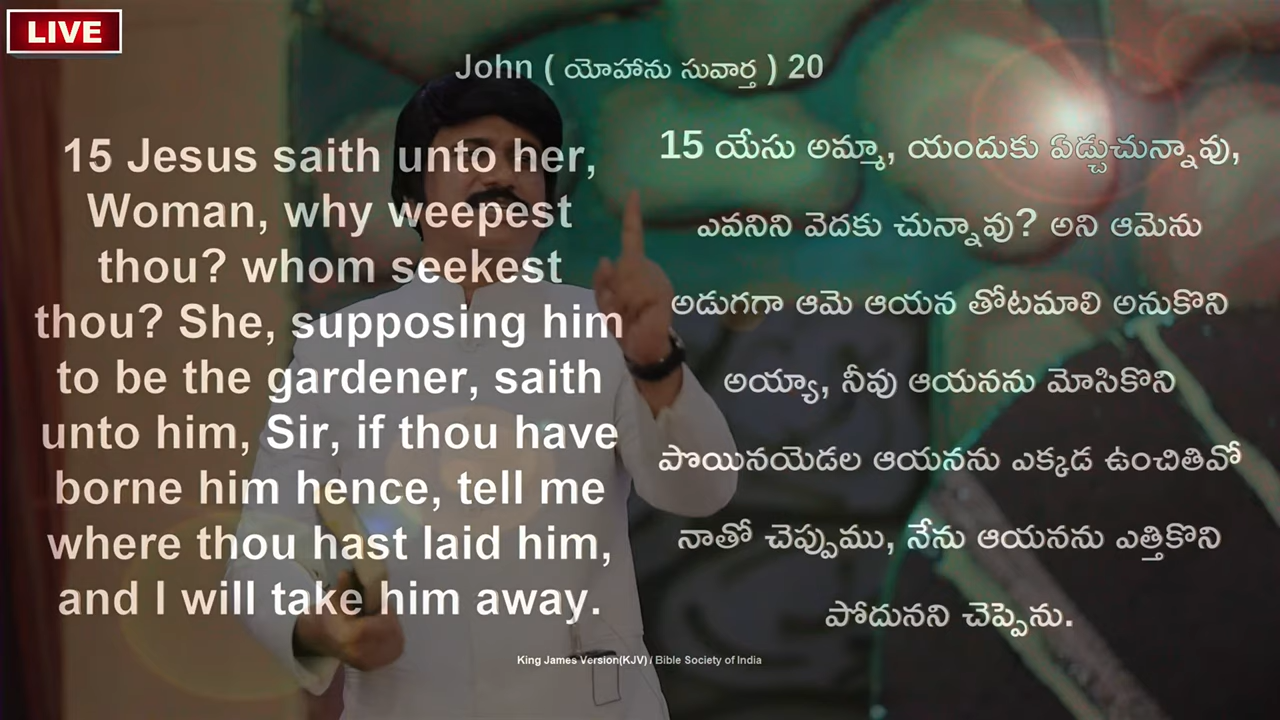 LIVE
John ( యోహాను సువార్త ) 20
15 Jesus saith unto her,
Woman, why weepest
thou? whom seekest
thou? She, supposing him
to be the gardener, saith
unto him, Sir, if thou have
borne him hence, tell me
where thou hast laid him,
and I will take him away.
15 యేసు అమ్మా, యందుకు ఏడ్చుచున్నావు,
ఎవనిని వెదకు చున్నావు? అని ఆమెను
అడుగగా ఆమె ఆయన తోటమాలి అనుకొని
అయ్యా, నీవు ఆయనను మోసికొని
పొయినయెడల ఆయనను ఎక్కడ ఉంచితివో
నాతో చెప్పుము, నేను ఆయనను ఎత్తికొని
పోదునని చెప్పెను.
King James Version(KJV) / Bible Society of India